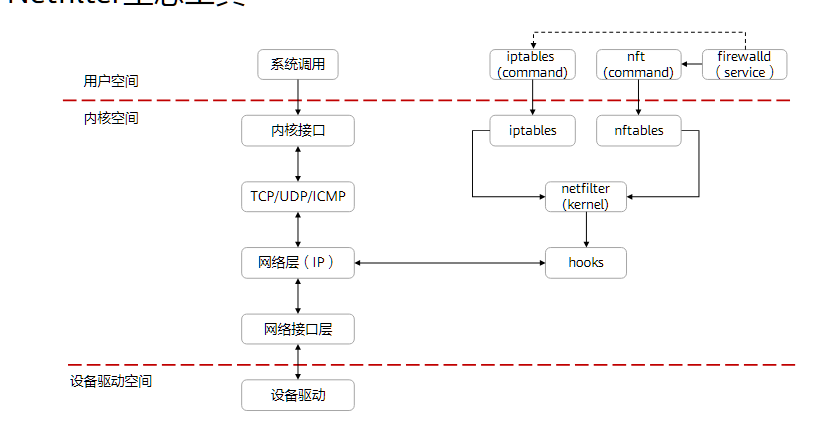 系统调用
iptables
(command)
nft
(command)
firewalld
（service）
用户空间
内核空间
内核接口
iptables
nftables
TCP/UDP/ICMP
netfilter
(kernel)
网络层（IP）
hooks
网络接口层
设备驱动空间
设备驱动